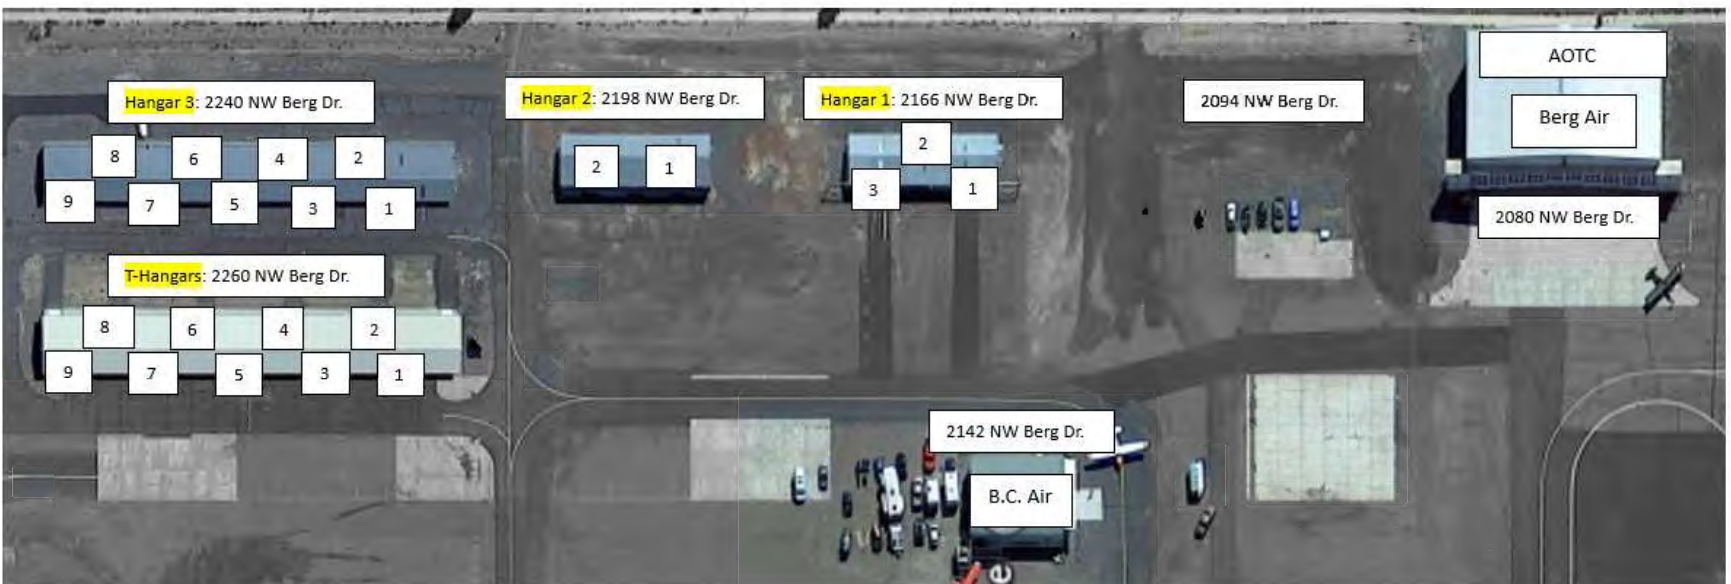 AOTC
Hangar 3: 2240 NW Berg Dr.
Hangar 2: 2198 NW Berg Dr.
Hangar 1: 2166 NW Berg Dr.
2094 NW Berg Dr.
Berg Air
8 6 4 2
9 7 5 3 1
2 1
2
3 1
2080 NW Berg Dr.
T-Hangars: 2260 NW Berg Dr.
8 6 4 2
9 7 5 3 1
2142 NW Berg Dr.
B.C. Air
e